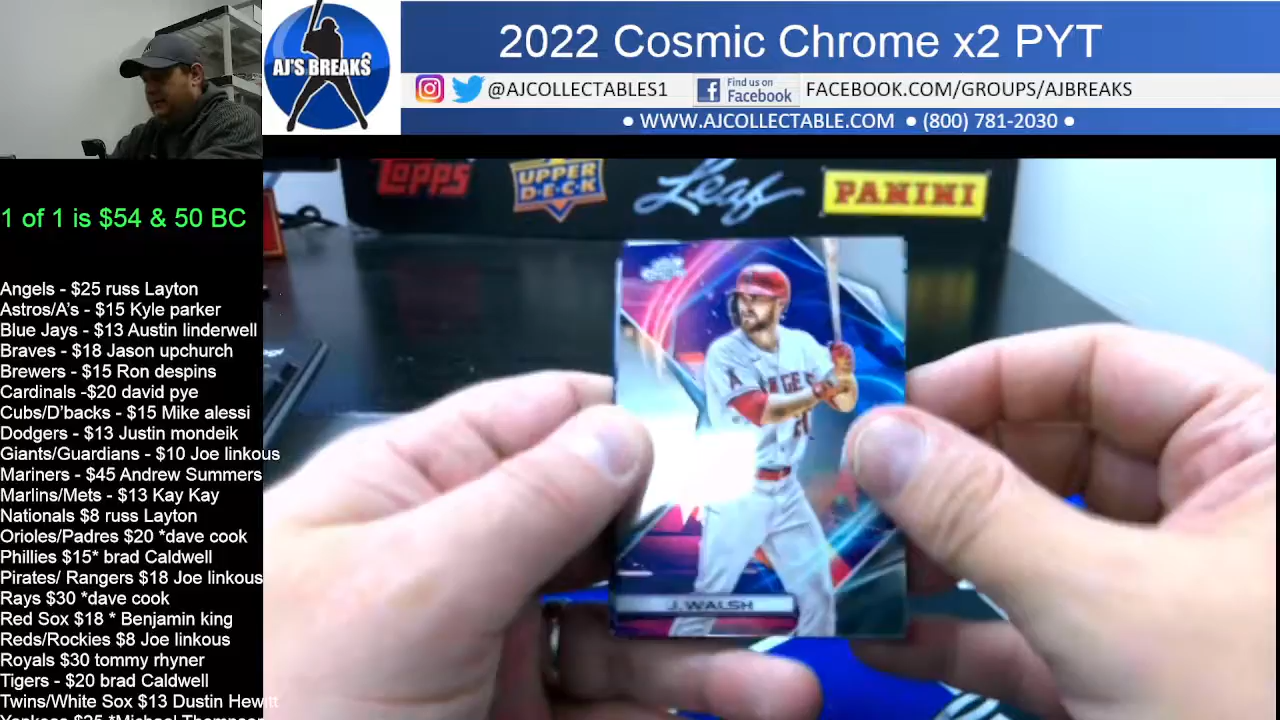 AJ'S BREAKS
2022 Cosmic Chrome x2 PYT
@AJCOLLECTABLES1
Find us on
Facebook
FACEBOOK.COM/GROUPS/AJBREAKS
● WWW.AJCOLLECTABLE.COM ● (800) 781-2030 ●
Topps
UPPER
DECK
Leaf
PANINI
1 of 1 is $54 & 50 BC
Angels - $25 russ Layton
Astros/A's - $15 Kyle parker
Blue Jays - $13 Austin linderwell
Braves - $18 Jason upchurch
Brewers - $15 Ron despins
Cardinals -$20 david pye
Cubs/D'backs - $15 Mike alessi
Dodgers - $13 Justin mondeik
Giants/Guardians - $10 Joe linkous
Mariners - $45 Andrew Summers
Marlins/Mets - $13 Kay Kay
Nationals $8 russ Layton
Orioles/Padres $20 *dave cook
Phillies $15* brad Caldwell
Pirates/ Rangers $18 Joe linkous
Rays $30 *dave cook
Red Sox $18 * Benjamin king
Reds/Rockies $8 Joe linkous
Royals $30 tommy rhyner
Tigers - $20 brad Caldwell
Twins/White Sox $13 Dustin Hewitt
Yankees $25 *Michael Thompson
J. WALSH